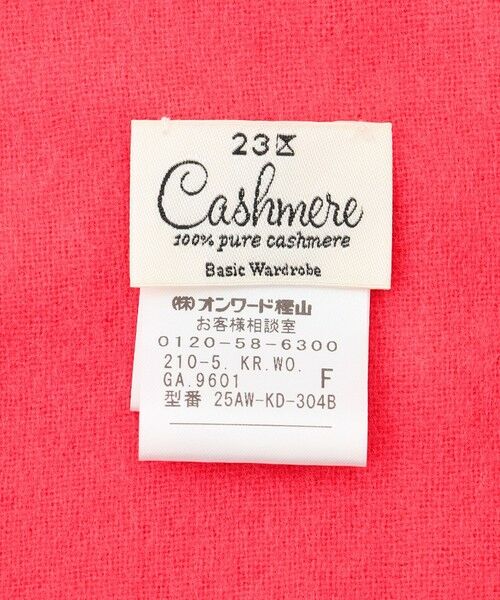 23区
Cashmere
100% pure cashmere
Basic Wardrobe
㈱オンワード樫山
お客様相談室
0120-58-6300
210-5. KR.WO.
GA.9601 F
型番 25AW-KD-304B